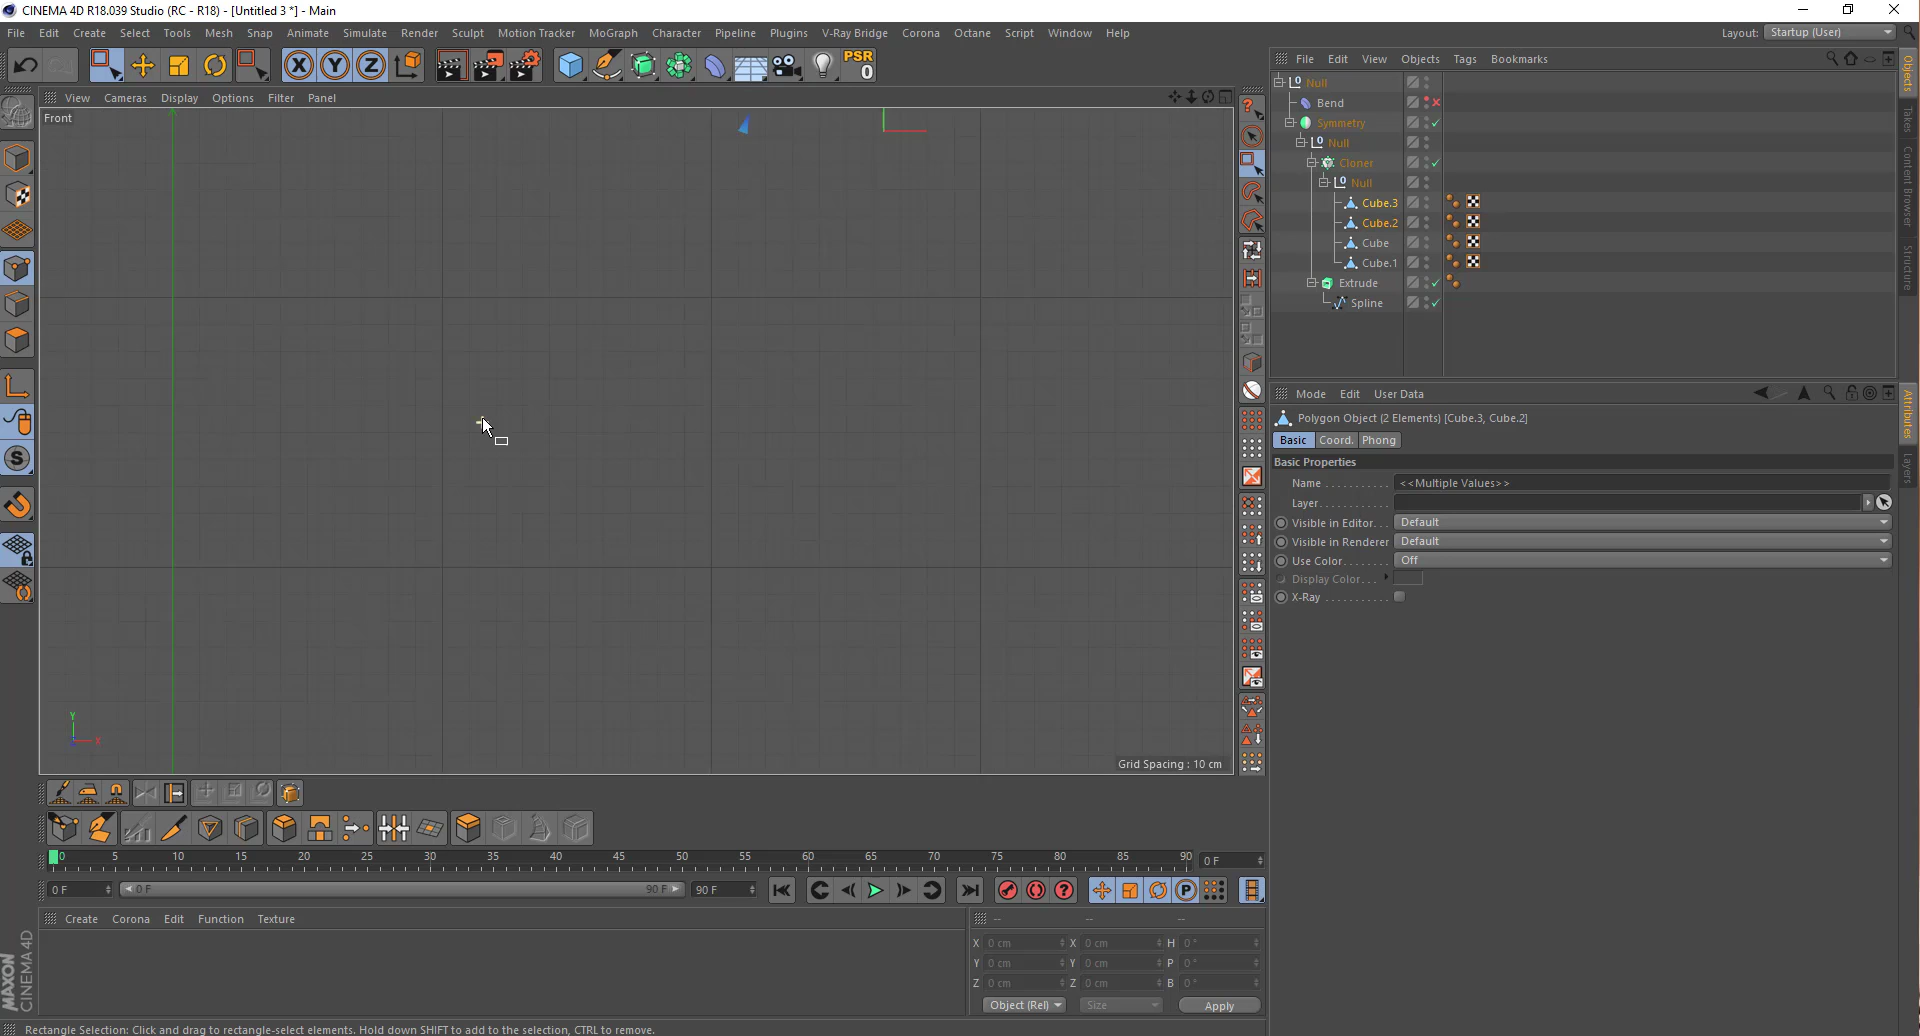 CINEMA 4D R18.039 Studio (RC - R18) - [Untitled 3 *] - Main
File Edit Create Select Tools Mesh Snap Animate Simulate Render Sculpt Motion Tracker MoGraph Character Pipeline Plugins V-Ray Bridge Corona Octane Script Window Help Layout: Startup (User)
X Y Z PSR
0
File Edit View Objects Tags Bookmarks
View Cameras Display Options Filter Panel
Front
Null
Bend
Symmetry
Null
Cloner
Null
Cube.3
Cube.2
Cube
Cube.1
Extrude
Spline
Objects
Takes
Content Browser
Structure
Mode Edit User Data
Polygon Object (2 Elements) [Cube.3, Cube.2]
Basic Coord. Phong
Basic Properties
Name <<Multiple Values>>
Layer
Visible in Editor Default
Visible in Renderer Default
Use Color Off
Display Color
X-Ray
Attributes
Layers
Y
X
Grid Spacing : 10 cm
0 5 10 15 20 25 30 35 40 45 50 55 60 65 70 75 80 85 90 0 F
0 F 0 F 90 F 90 F
Create Corona Edit Function Texture -- -- --
X 0 cm X 0 cm H 0 °
Y 0 cm Y 0 cm P 0 °
Z 0 cm Z 0 cm B 0 °
Object (Rel) Size Apply
MAXON
CINEMA 4D
Rectangle Selection: Click and drag to rectangle-select elements. Hold down SHIFT to add to the selection, CTRL to remove.